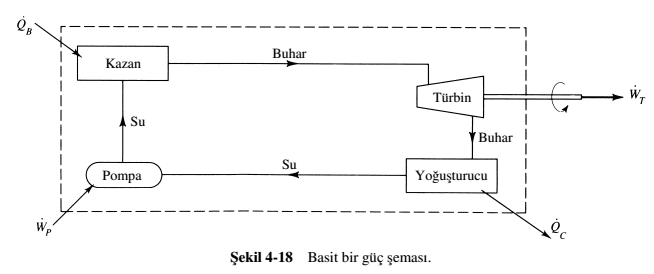 Q̇_B
Buhar
Kazan
Türbin
Ẇ_T
Su
Buhar
Su
Pompa
Yoğuşturucu
Ẇ_P
Q̇_C
Şekil 4-18 Basit bir güç şeması.